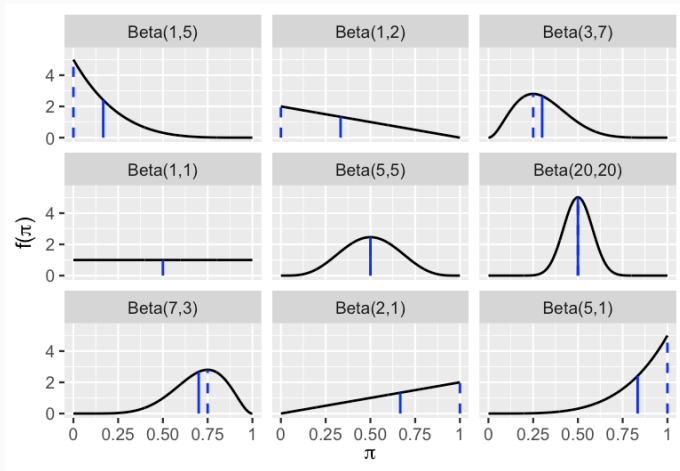 Beta(1,5) Beta(1,2) Beta(3,7)
4
2
0
Beta(1,1) Beta(5,5) Beta(20,20)
f(π)
4
2
0
Beta(7,3) Beta(2,1) Beta(5,1)
4
2
0
0 0.25 0.50 0.75 1 0 0.25 0.50 0.75 1 0 0.25 0.50 0.75 1
π